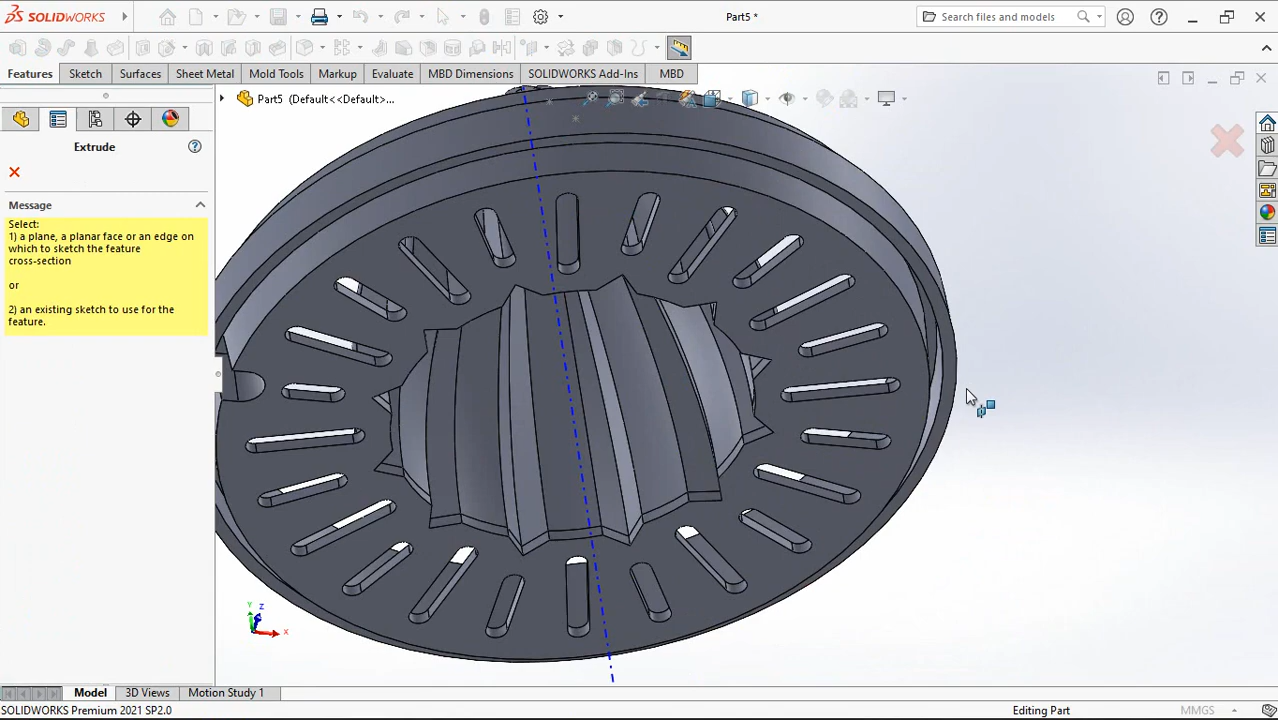 SOLIDWORKS
Part5 *
Search files and models
Features
Sketch
Surfaces
Sheet Metal
Mold Tools
Markup
Evaluate
MBD Dimensions
SOLIDWORKS Add-Ins
MBD
Part5 (Default<<Default>...
Extrude
Message
Select:
1) a plane, a planar face or an edge on
which to sketch the feature
cross-section
or
2) an existing sketch to use for the
feature.
Y
Z
X
Model
3D Views
Motion Study 1
SOLIDWORKS Premium 2021 SP2.0
Editing Part
MMGS